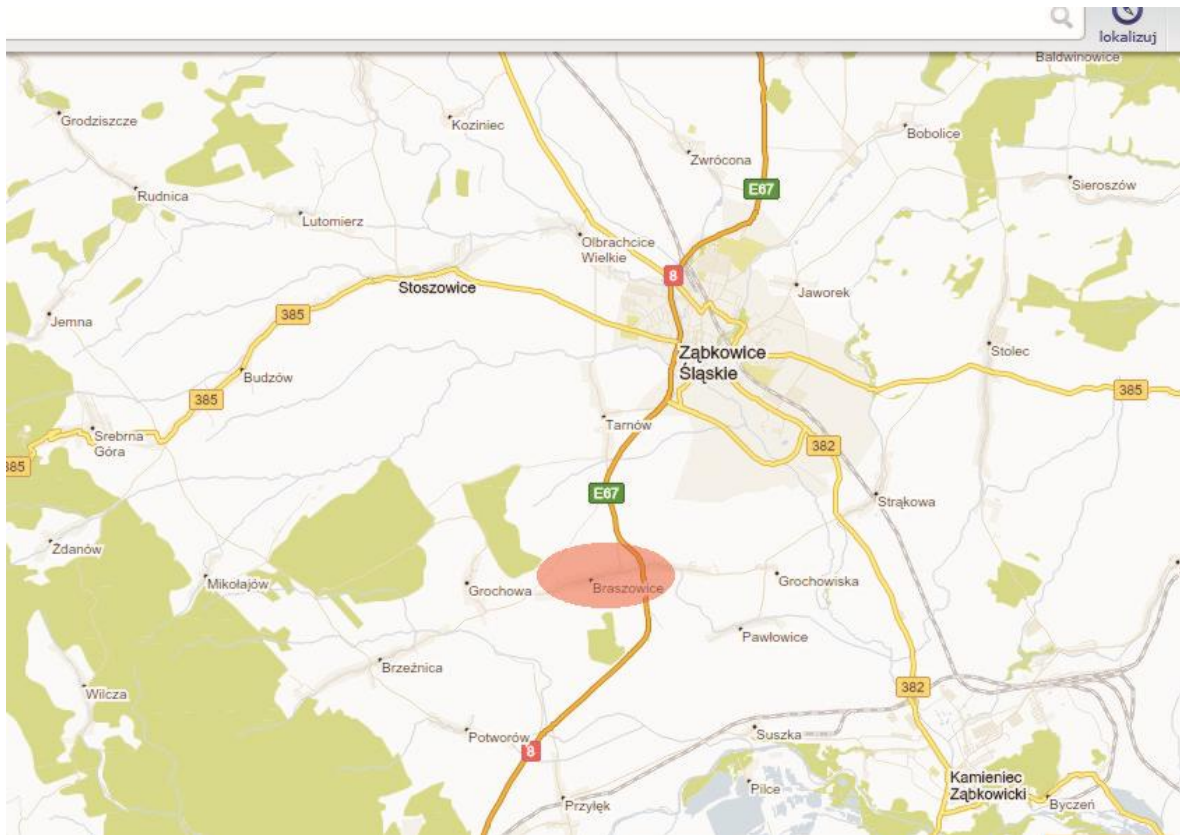 lokalizuj
Baldwinowice
Grodziszcze
Koziniec
Bobolice
Zwrócona
E67
Sieroszów
Rudnica
Lutomierz
Olbrachcice
Wielkie
8
Stoszowice
Jaworek
385
Jemna
Ząbkowice
Śląskie
Stolec
Budzów
385
385
Tarnów
Srebrna
Góra
382
385
E67
Strąkowa
Żdanów
Mikołajów
Grochowa
Braszowice
Grochowiska
Pawłowice
Brzeźnica
Wilcza
382
Potworów
8
Suszka
Kamieniec
Ząbkowicki
Pilce
Przyłęk
Byczeń